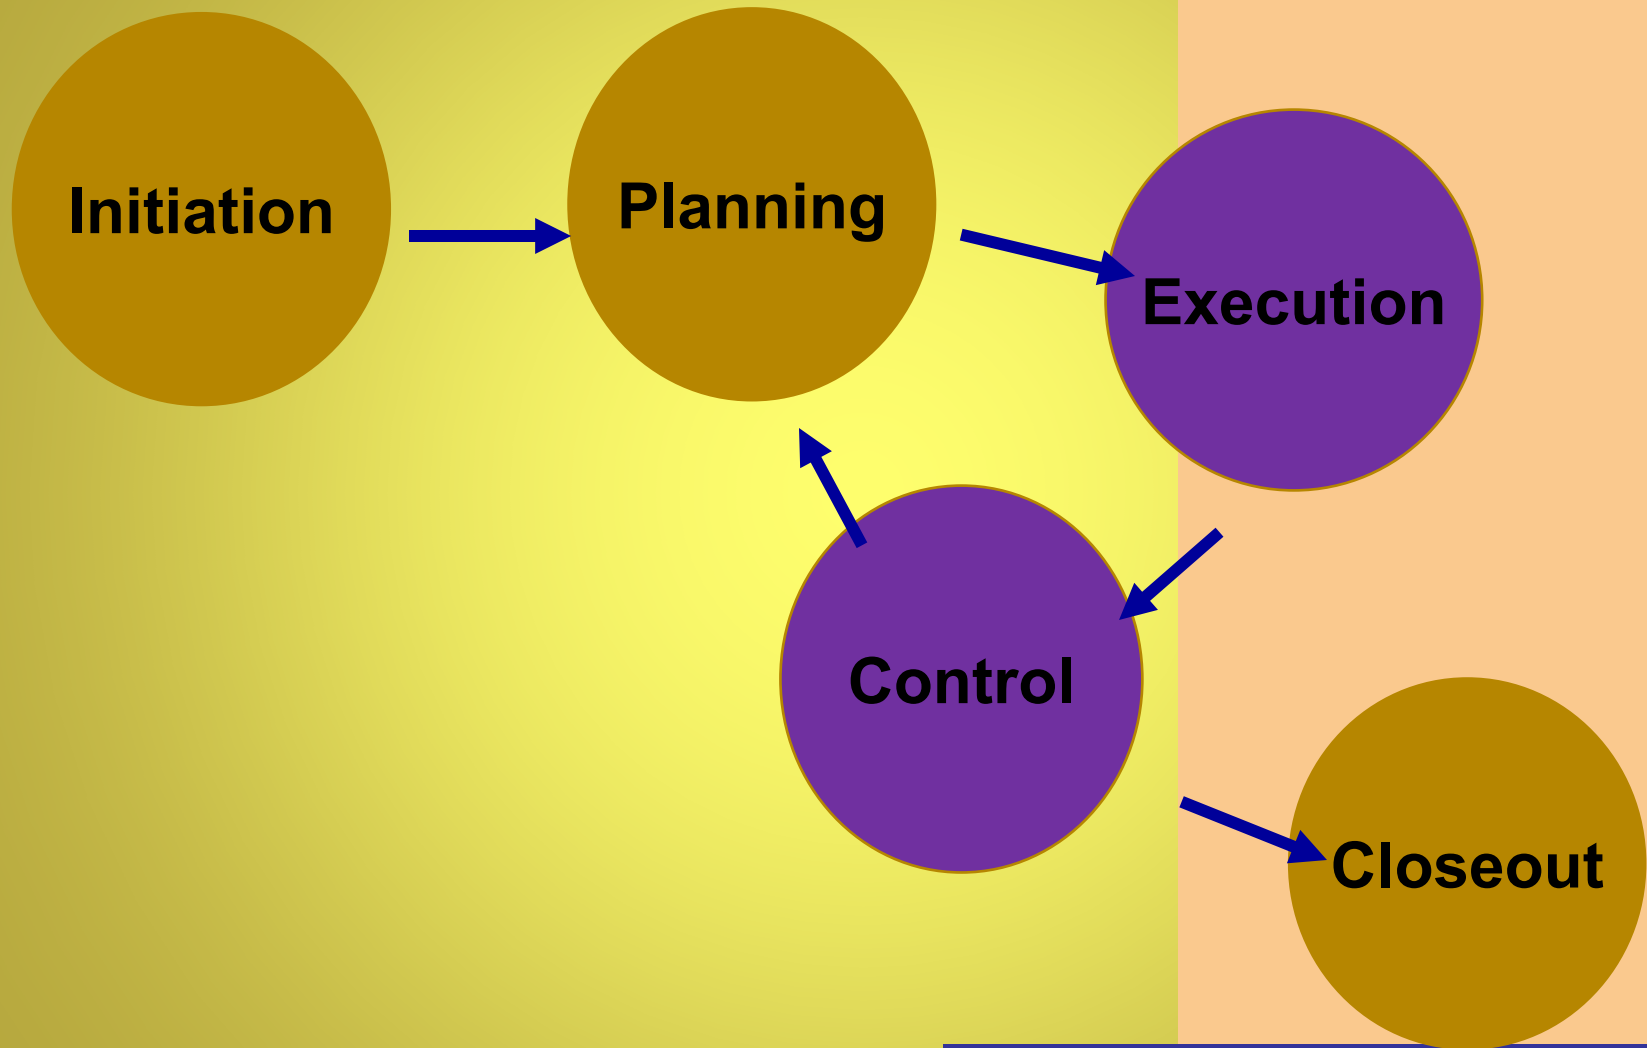 Initiation
Planning
Execution
Control
Closeout